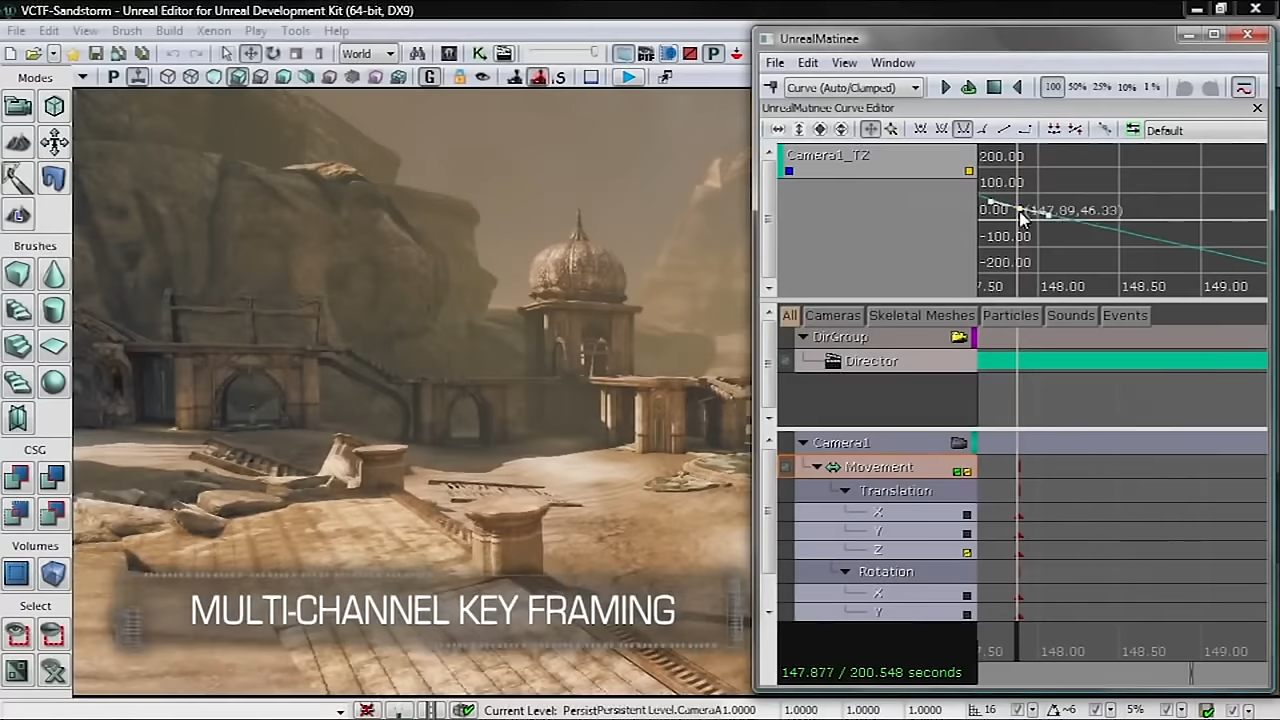 VCTF-Sandstorm - Unreal Editor for Unreal Development Kit (64-bit, DX9)
File Edit View Brush Build Xenon Play Tools Help
World
Modes
Brushes
CSG
Volumes
Select
MULTI-CHANNEL KEY FRAMING
UnrealMatinee
File Edit View Window
Curve (Auto/Clamped) 100 50% 25% 10% 1 %
UnrealMatinee Curve Editor
Default
Camera1_TZ
200.00
100.00
0.00 (147.89,46.33)
-100.00
-200.00
7.50 148.00 148.50 149.00
All Cameras Skeletal Meshes Particles Sounds Events
DirGroup
Director
Camera1
Movement
Translation
X
Y
Z
Rotation
X
Y
7.50 148.00 148.50 149.00
147.877 / 200.548 seconds
Current Level: Persistent Level.CameraA 1.0000 1.0000 1.0000 1.0000 16 ~6 5%